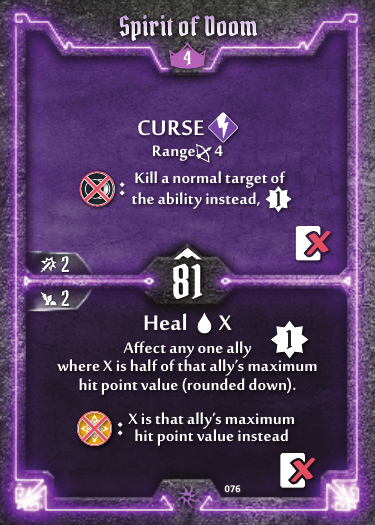 Spirit of Doom
4
CURSE
Range 4
: Kill a normal target of
the ability instead, 1
2
81
2
Heal X
Affect any one ally 1
where X is half of that ally's maximum
hit point value (rounded down).
: X is that ally's maximum
hit point value instead
076